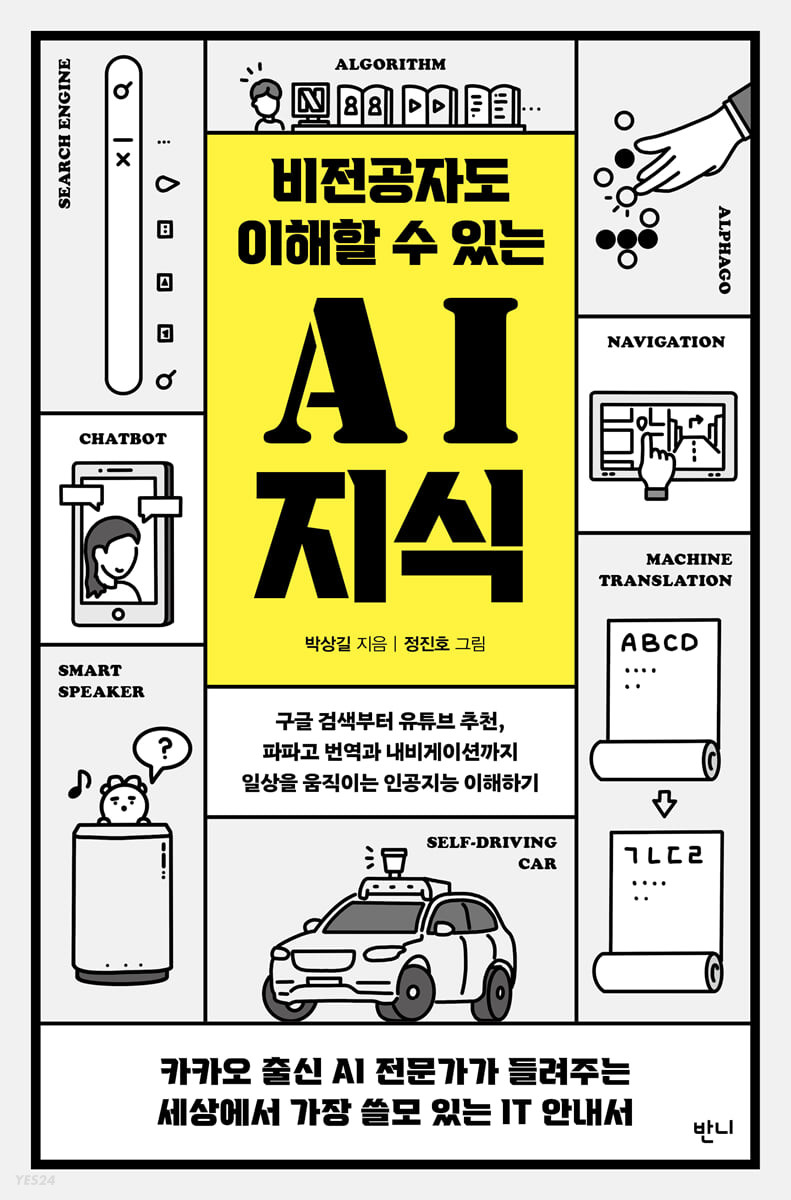 SEARCH ENGINE
ALGORITHM
N
비전공자도
이해할 수 있는
AI
지식
박상길 지음 | 정진호 그림
구글 검색부터 유튜브 추천,
파파고 번역과 내비게이션까지
일상을 움직이는 인공지능 이해하기
ALPHAGO
NAVIGATION
CHATBOT
MACHINE
TRANSLATION
ABCD
ㄱㄴㄷㄹ
SMART
SPEAKER
?
SELF-DRIVING
CAR
카카오 출신 AI 전문가가 들려주는
세상에서 가장 쓸모 있는 IT 안내서
반니
YES24